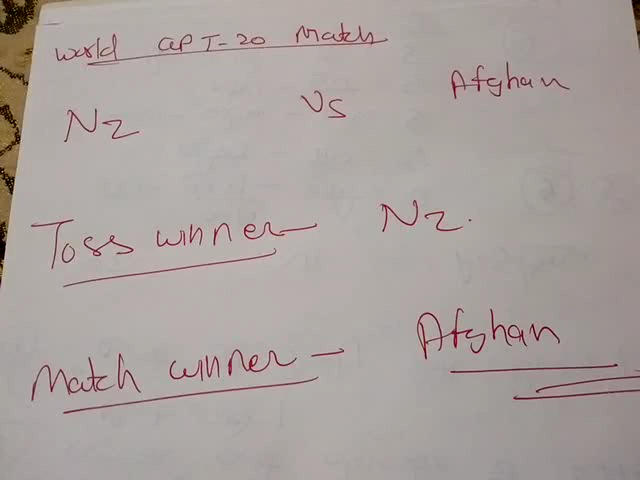 World CUP T-20 Match
NZ Vs Afghan
Toss winner - NZ.
Match winner - Afghan